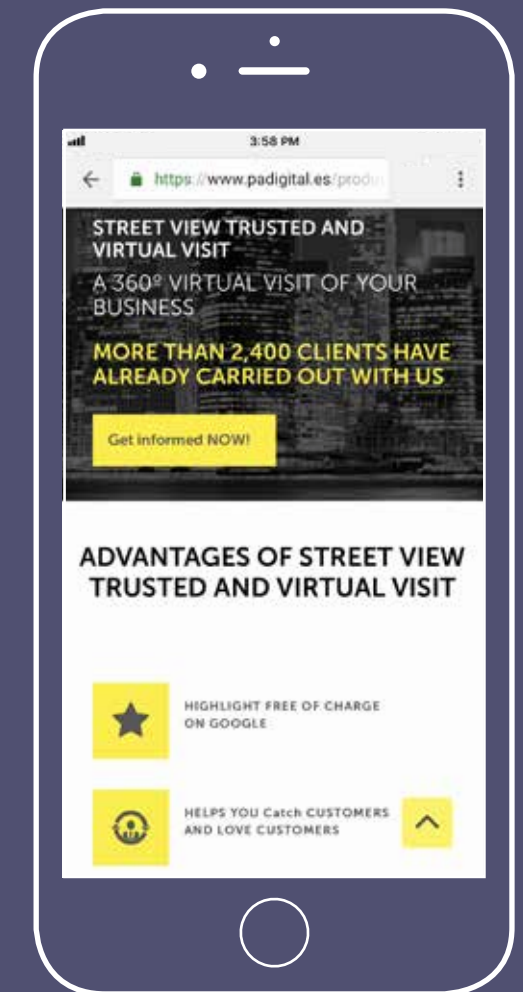 3:58 PM
https://www.padigital.es/produ
STREET VIEW TRUSTED AND
VIRTUAL VISIT
A 360º VIRTUAL VISIT OF YOUR
BUSINESS
MORE THAN 2,400 CLIENTS HAVE
ALREADY CARRIED OUT WITH US
Get informed NOW!
ADVANTAGES OF STREET VIEW
TRUSTED AND VIRTUAL VISIT
HIGHLIGHT FREE OF CHARGE
ON GOOGLE
HELPS YOU Catch CUSTOMERS
AND LOVE CUSTOMERS